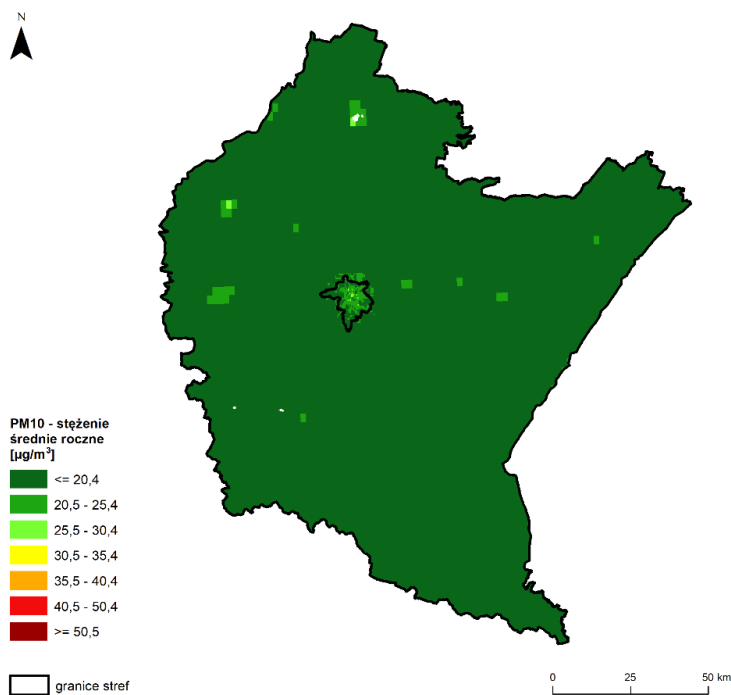 N
PM10 - stężenie
średnie roczne
[µg/m³]
<= 20,4
20,5 - 25,4
25,5 - 30,4
30,5 - 35,4
35,5 - 40,4
40,5 - 50,4
>= 50,5
granice stref
0 25 50 km